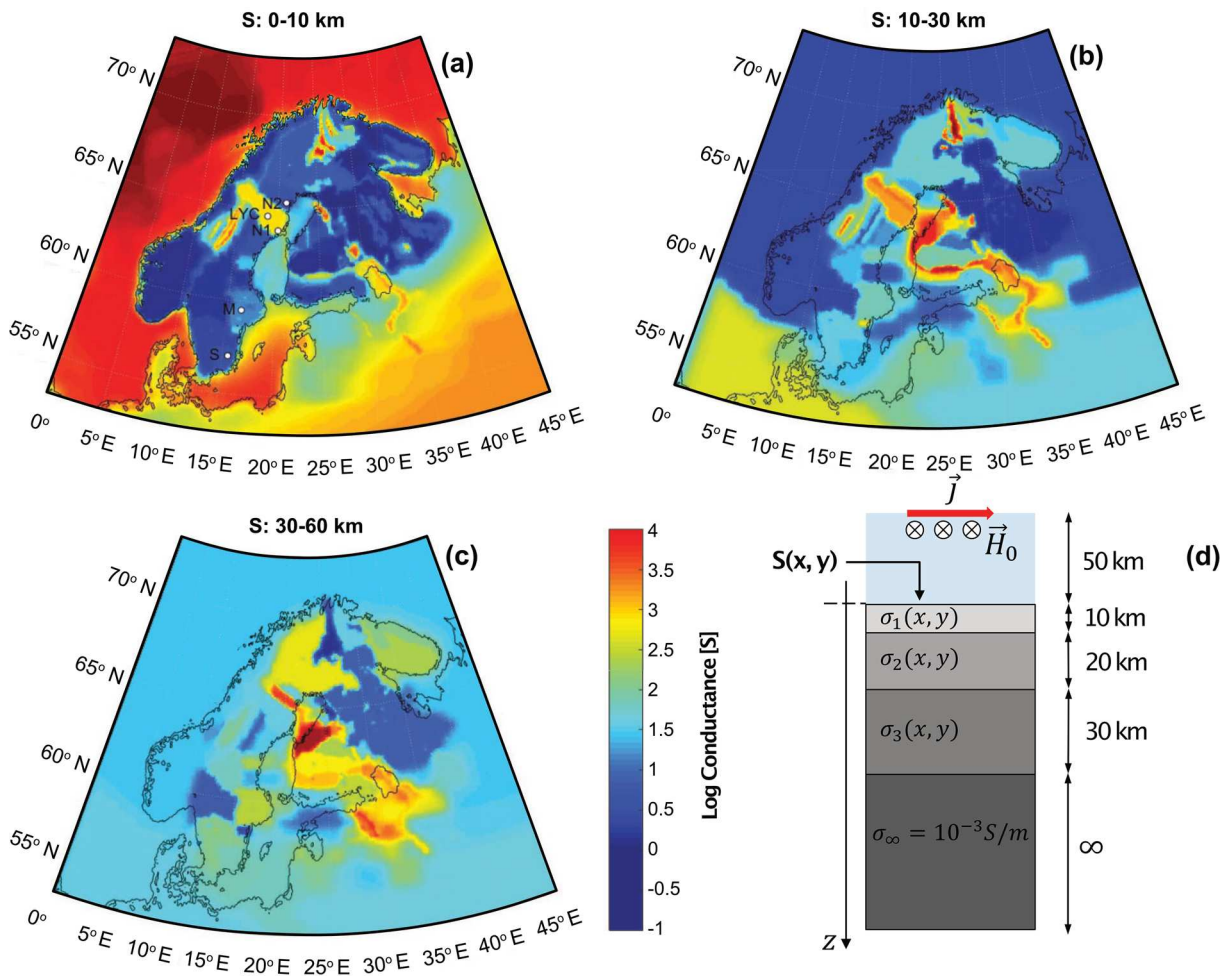 S: 0-10 km
(a)
70° N
65° N
60° N
55° N
N2
LYC
N1
M
S
0°
5° E
10° E
15° E
20° E
25° E
30° E
35° E
40° E
45° E
S: 10-30 km
(b)
70° N
65° N
60° N
55° N
0°
5° E
10° E
15° E
20° E
25° E
30° E
35° E
40° E
45° E
S: 30-60 km
(c)
70° N
65° N
60° N
55° N
0°
5° E
10° E
15° E
20° E
25° E
30° E
35° E
40° E
45° E
Log Conductance [S]
4
3.5
3
2.5
2
1.5
1
0.5
0
-0.5
-1
(d)
J⃗
H⃗₀
S(x, y)
50 km
σ₁(x, y)
10 km
σ₂(x, y)
20 km
σ₃(x, y)
30 km
σ∞ = 10⁻³S/m
∞
z